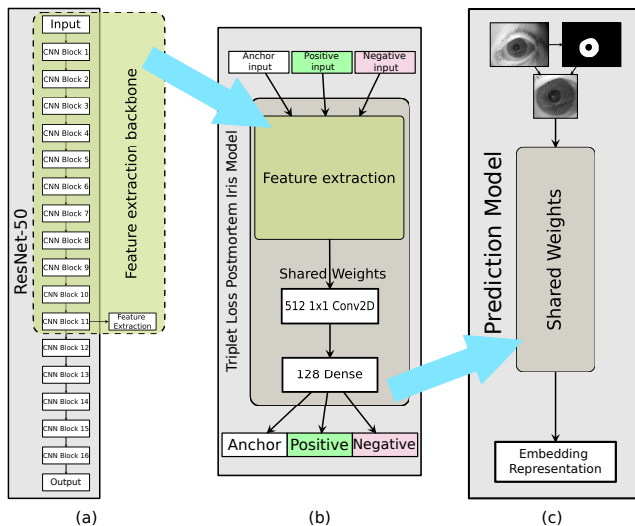 Input
CNN Block 1
CNN Block 2
CNN Block 3
CNN Block 4
CNN Block 5
CNN Block 6
CNN Block 7
CNN Block 8
CNN Block 9
CNN Block 10
CNN Block 11
Feature
Extraction
CNN Block 12
CNN Block 13
CNN Block 14
CNN Block 15
CNN Block 16
Output
ResNet-50
Feature extraction backbone
(a)
Anchor
input
Positive
input
Negative
input
Triplet Loss Postmortem Iris Model
Feature extraction
Shared Weights
512 1x1 Conv2D
128 Dense
Anchor
Positive
Negative
(b)
Prediction Model
Shared Weights
Embedding
Representation
(c)